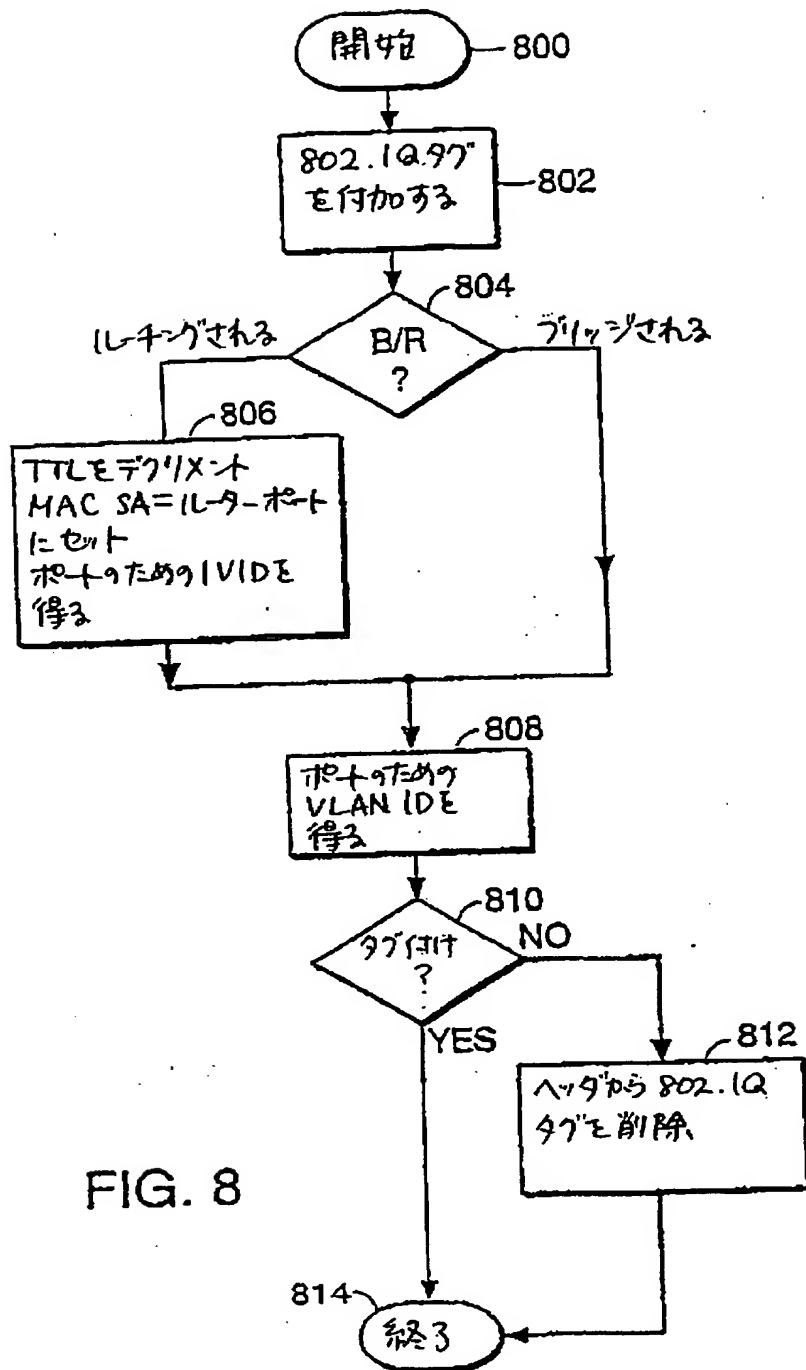 開始
800
802.1Qタグ
を付加する
802
804
ルーチングされる
B/R
?
ブリッジされる
806
TTLをデクリメント
MAC SA=ルーターポート
にセット
ポートのためのIVIDを
得る
808
ポートのための
VLAN IDを
得る
810
タグ付け
?
NO
YES
812
ヘッダから802.1Q
タグを削除、
FIG. 8
814
終了